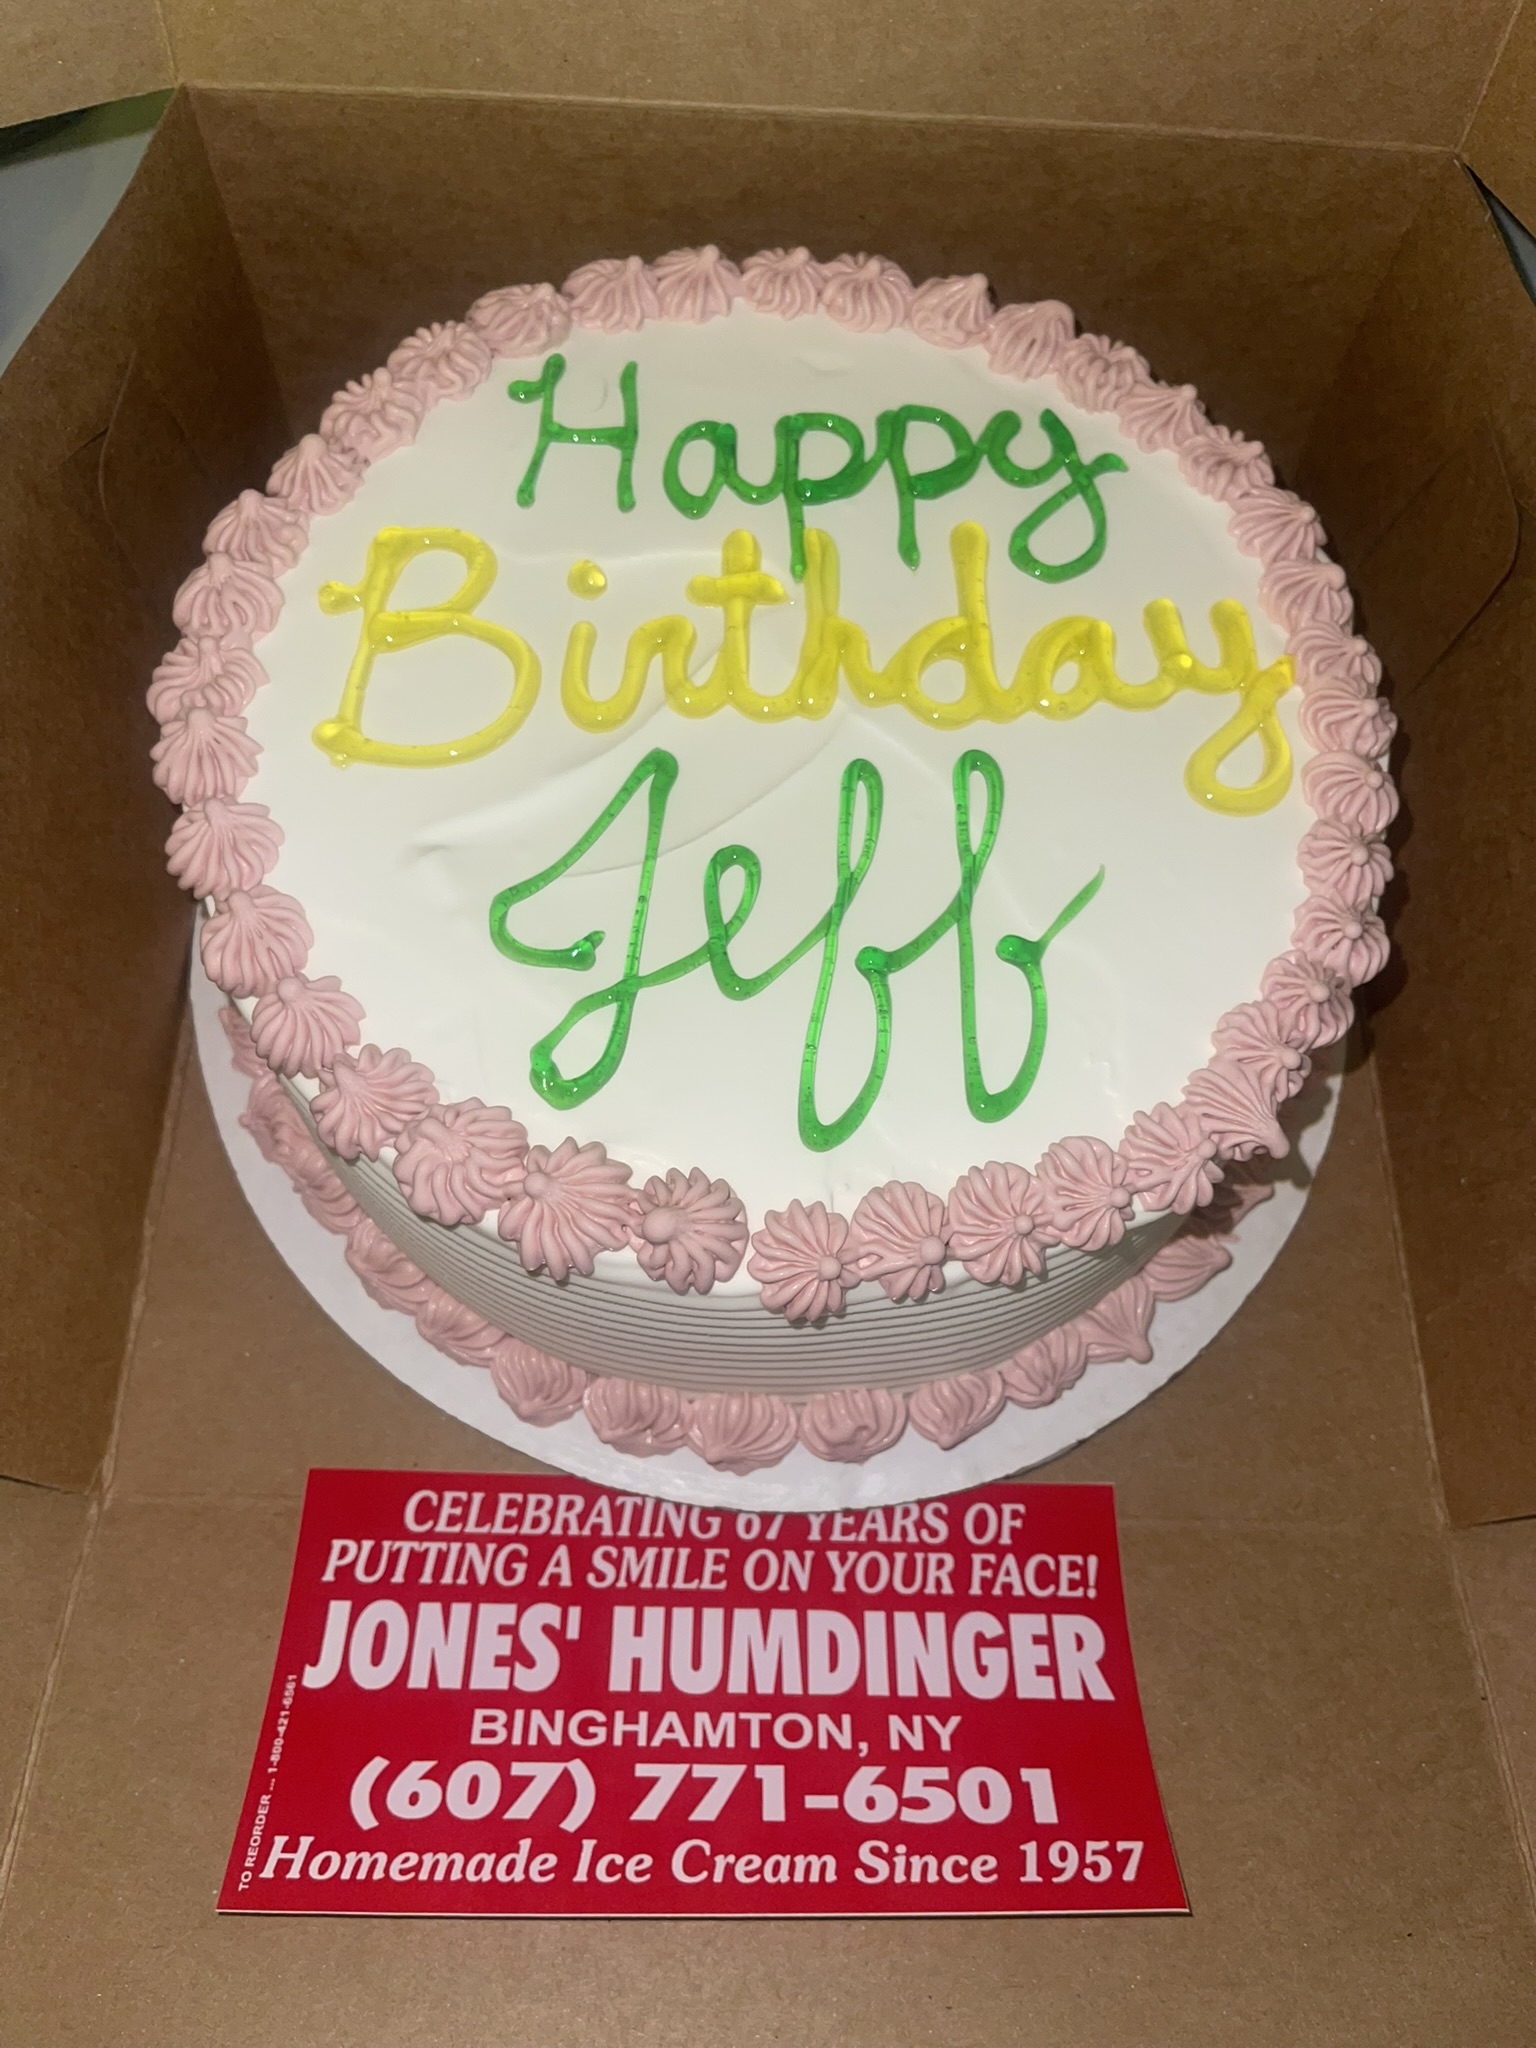 Happy
Birthday
Jeff
CELEBRATING 67 YEARS OF
PUTTING A SMILE ON YOUR FACE!
JONES' HUMDINGER
BINGHAMTON, NY
(607) 771-6501
Homemade Ice Cream Since 1957
TO REORDER ... 1-800-421-6561